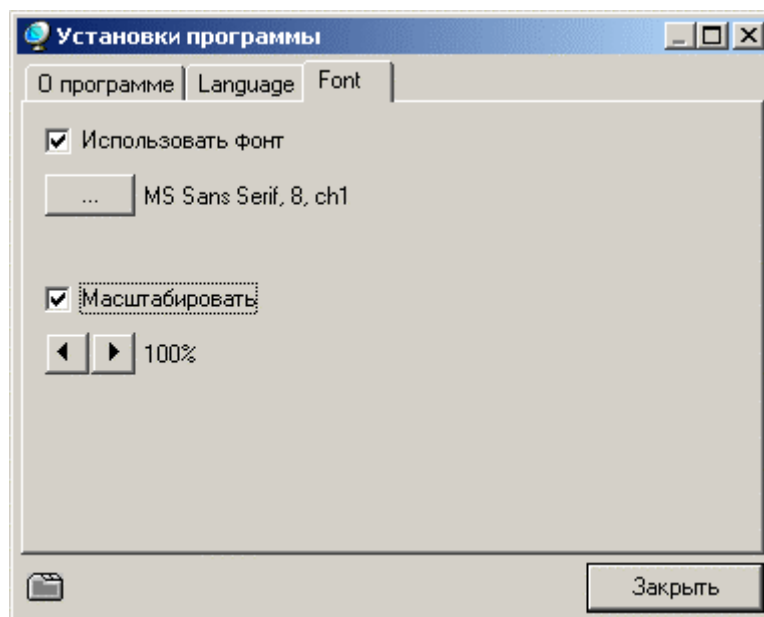 Установки программы
О программе Language Font
Использовать фонт
... MS Sans Serif, 8, ch1
Масштабировать
100%
Закрыть